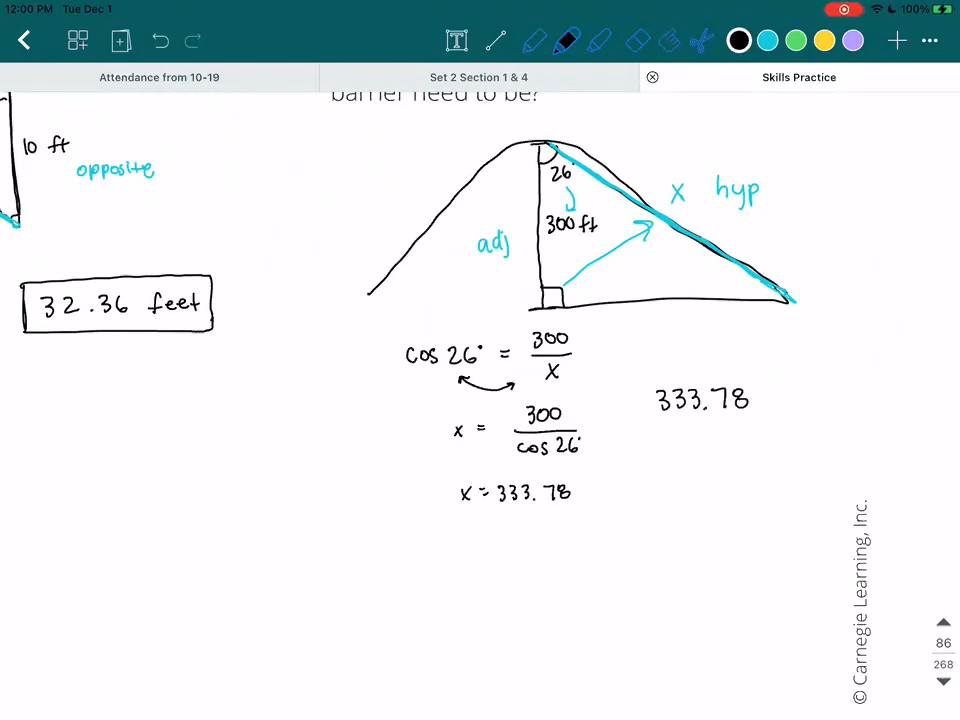 12:00 PM Tue Dec 1
100%
Attendance from 10-19
Set 2 Section 1 & 4
Skills Practice
barrier need to be?
10 ft
opposite
32.36 feet
26°
300 ft
adj
x hyp
cos 26° = 300/x
x = 300/cos 26°
x = 333.78
333.78
© Carnegie Learning, Inc.
86
268